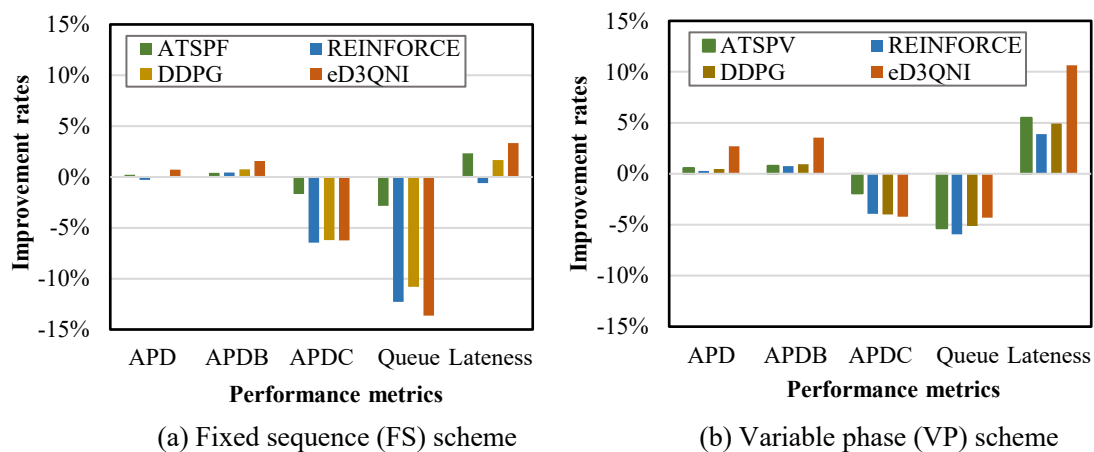 15%
10%
5%
0%
-5%
-10%
-15%
Improvement rates
ATSPF REINFORCE
DDPG eD3QNI
APD APDB APDC Queue Lateness
Performance metrics
(a) Fixed sequence (FS) scheme
15%
10%
5%
0%
-5%
-10%
-15%
Improvement rates
ATSPV REINFORCE
DDPG eD3QNI
APD APDB APDC Queue Lateness
Performance metrics
(b) Variable phase (VP) scheme